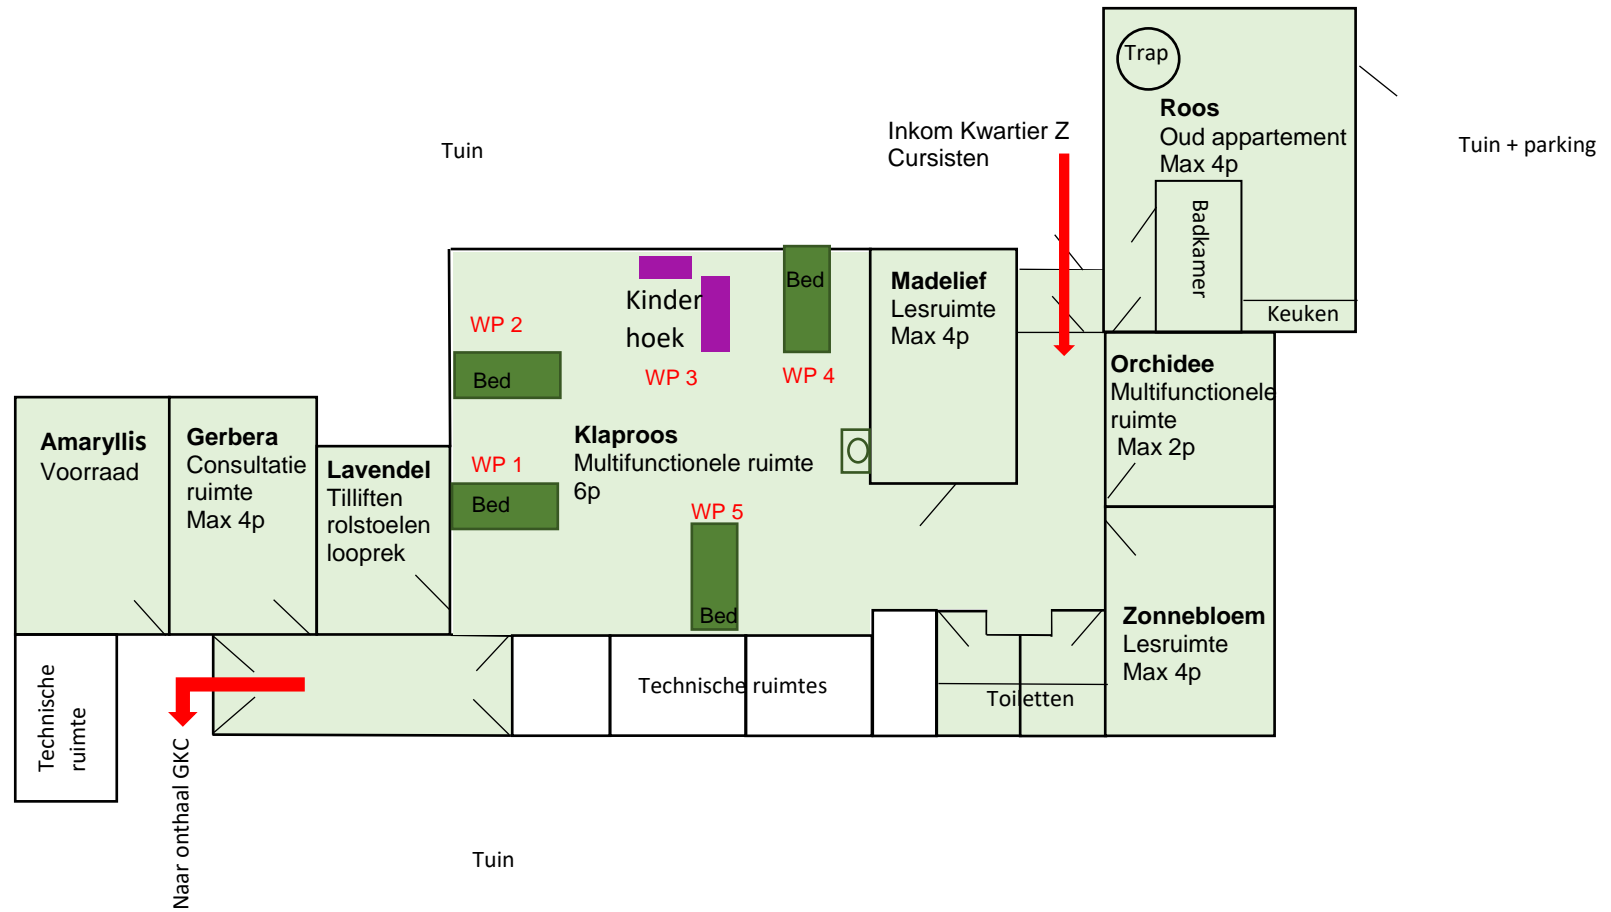 Trap
Roos
Oud appartement
Max 4p
Inkom Kwartier Z
Cursisten
Tuin
Tuin + parking
Badkamer
Keuken
Bed
Madelief
Lesruimte
Max 4p
Kinder
hoek
WP 2
WP 3
WP 4
Bed
Orchidee
Multifunctionele
ruimte
Max 2p
Amaryllis
Voorraad
Gerbera
Consultatie
ruimte
Max 4p
Lavendel
Tilliften
rolstoelen
looprek
WP 1
Bed
Klaproos
Multifunctionele ruimte
6p
WP 5
Bed
Zonnebloem
Lesruimte
Max 4p
Technische
ruimte
Technische ruimtes
Toiletten
Naar onthaal GKC
Tuin